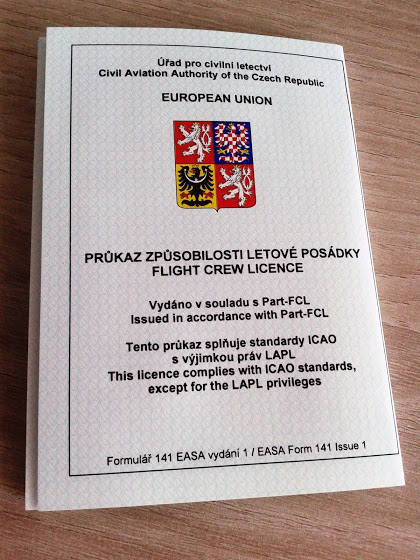 Úřad pro civilní letectví
Civil Aviation Authority of the Czech Republic
EUROPEAN UNION
PRŮKAZ ZPŮSOBILOSTI LETOVÉ POSÁDKY
FLIGHT CREW LICENCE
Vydáno v souladu s Part-FCL
Issued in accordance with Part-FCL
Tento průkaz splňuje standardy ICAO
s výjimkou práv LAPL
This licence complies with ICAO standards,
except for the LAPL privileges
Formulář 141 EASA vydání 1 / EASA Form 141 Issue 1